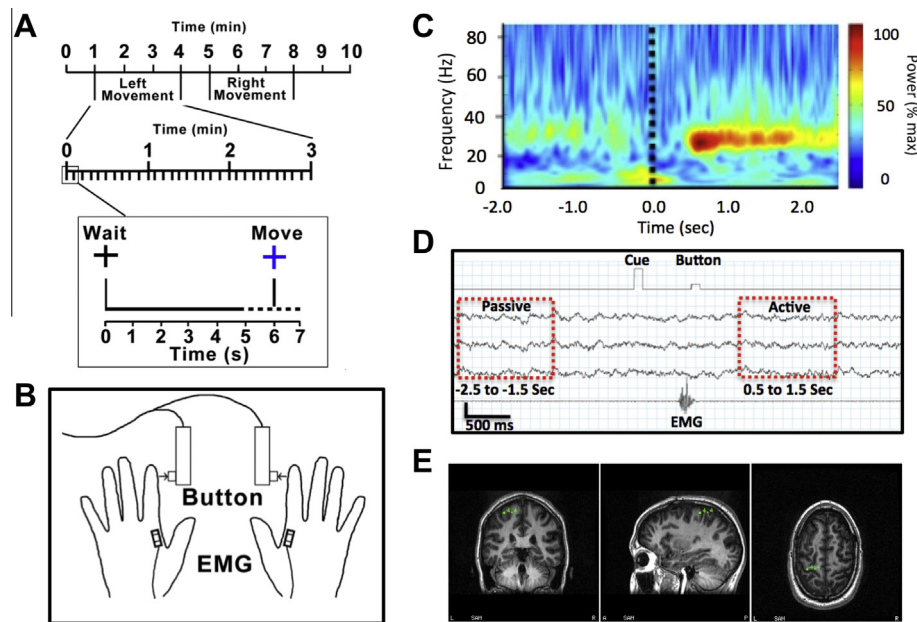 A
Time (min)
0 1 2 3 4 5 6 7 8 9 10
Left Movement
Right Movement
Time (min)
0 1 2 3
Wait
Move
0 1 2 3 4 5 6 7
Time (s)
B
Button
EMG
C
Frequency (Hz)
80
60
40
20
0
-2.0 -1.0 0.0 1.0 2.0
Time (sec)
100
50
0
Power (% max)
D
Cue Button
Passive Active
-2.5 to -1.5 Sec 0.5 to 1.5 Sec
500 ms
EMG
E
L SAM R
A SAM P
L SAM R